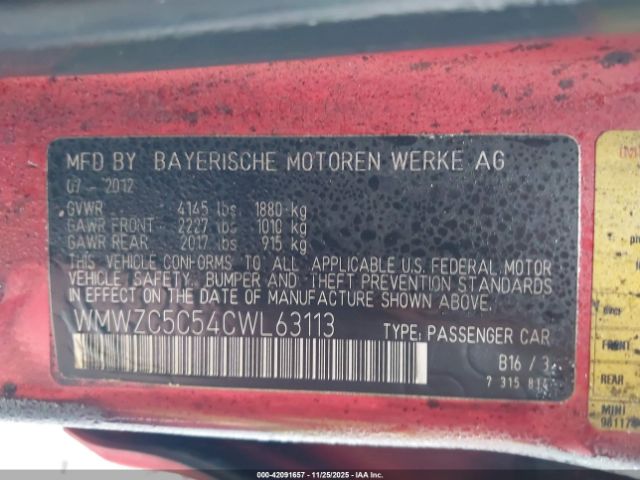 MFD BY BAYERISCHE MOTOREN WERKE AG
07 - 2012
GVWR 4145 lbs 1880 kg
GAWR FRONT 2227 lbs 1010 kg
GAWR REAR 2017 lbs 915 kg
THIS VEHICLE CONFORMS TO ALL APPLICABLE U.S. FEDERAL MOTOR
VEHICLE SAFETY, BUMPER AND THEFT PREVENTION STANDARDS
IN EFFECT ON THE DATE OF MANUFACTURE SHOWN ABOVE.
WMWZC5C54CWL63113
TYPE: PASSENGER CAR
B16 / 3
7 315 814
FRONT
REAR
MINI
98117
000-42091657 - 11/25/2025 - IAA Inc.